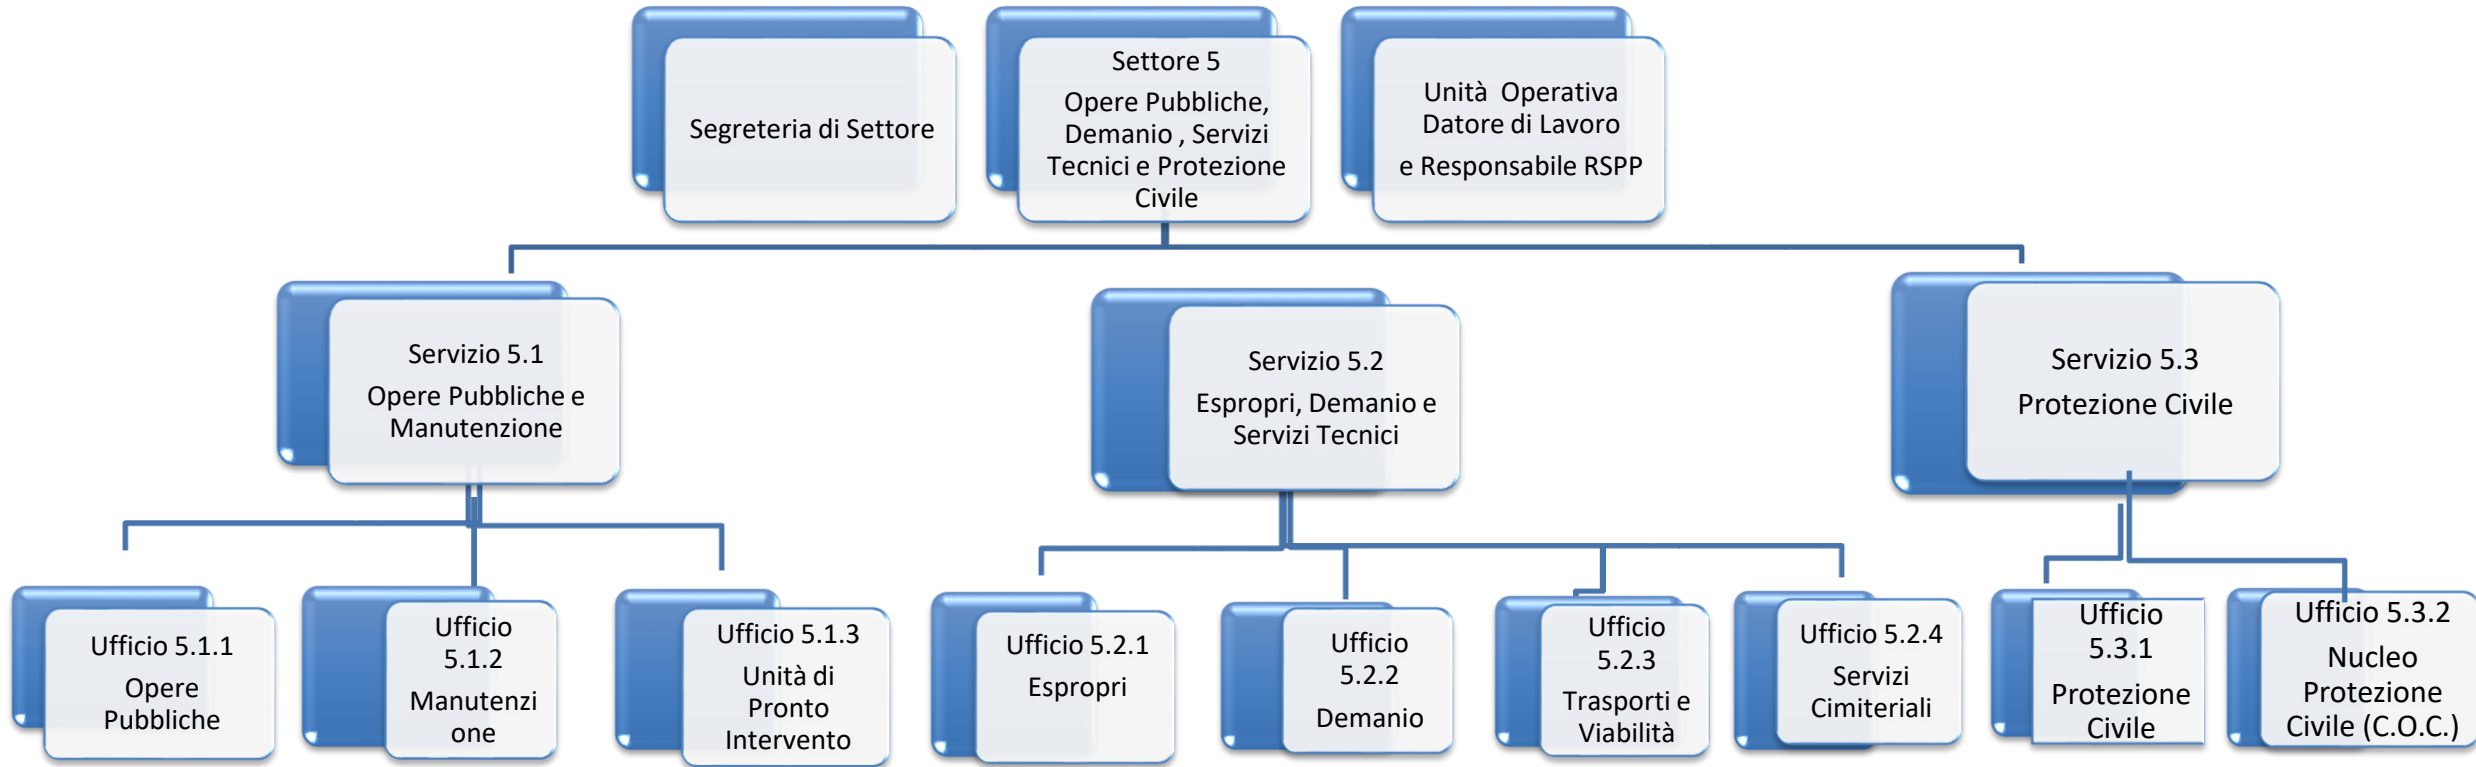 Segreteria di Settore
Settore 5
Opere Pubbliche,
Demanio , Servizi
Tecnici e Protezione
Civile
Unità Operativa
Datore di Lavoro
e Responsabile RSPP
Servizio 5.1
Opere Pubbliche e
Manutenzione
Servizio 5.2
Espropri, Demanio e
Servizi Tecnici
Servizio 5.3
Protezione Civile
Ufficio 5.1.1
Opere
Pubbliche
Ufficio
5.1.2
Manutenzi
one
Ufficio 5.1.3
Unità di
Pronto
Intervento
Ufficio 5.2.1
Espropri
Ufficio
5.2.2
Demanio
Ufficio
5.2.3
Trasporti e
Viabilità
Ufficio 5.2.4
Servizi
Cimiteriali
Ufficio
5.3.1
Protezione
Civile
Ufficio 5.3.2
Nucleo
Protezione
Civile (C.O.C.)